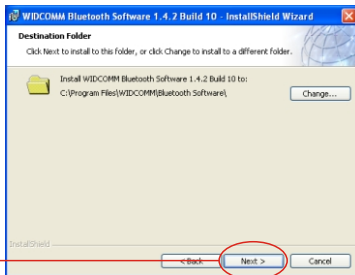 WIDCOMM Bluetooth Software 1.4.2 Build 10 - InstallShield Wizard
Destination Folder
Click Next to install to this folder, or click Change to install to a different folder.
Install WIDCOMM Bluetooth Software 1.4.2 Build 10 to:
C:\Program Files\WIDCOMM\Bluetooth Software\
Change...
InstallShield
< Back
Next >
Cancel